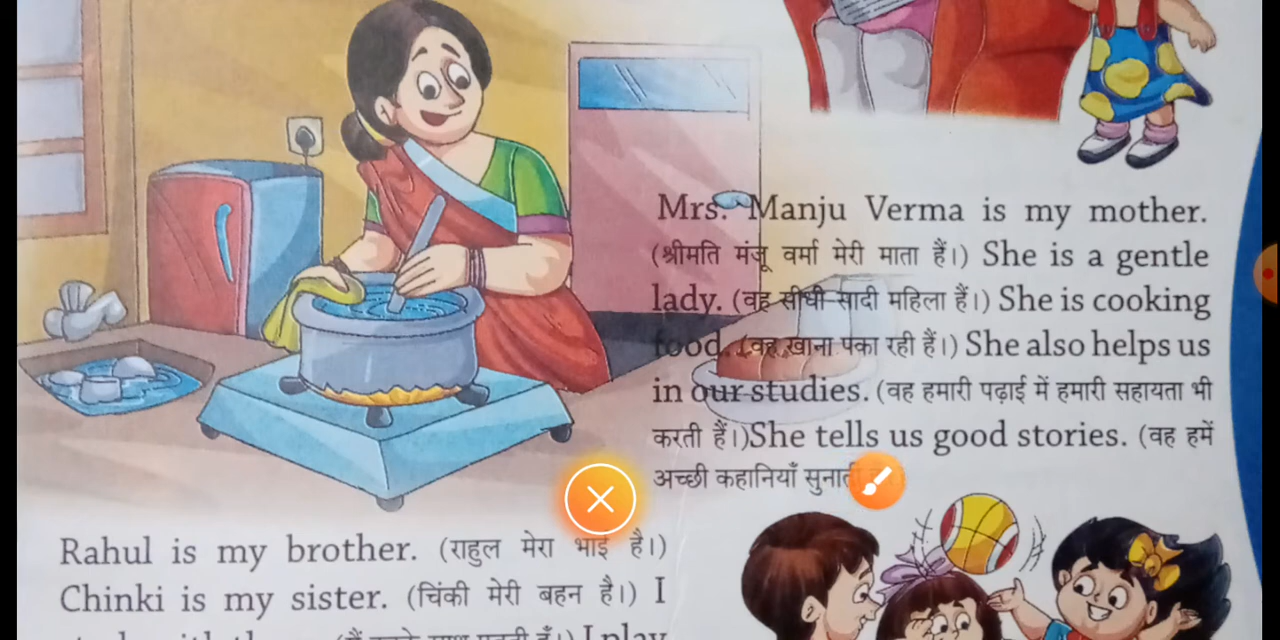 Mrs. Manju Verma is my mother.
(श्रीमति मंजू वर्मा मेरी माता हैं।) She is a gentle
lady. (वह सीधी-सादी महिला हैं।) She is cooking
food. (वह खाना पका रही हैं।) She also helps us
in our studies. (वह हमारी पढ़ाई में हमारी सहायता भी
करती हैं।)She tells us good stories. (वह हमें
अच्छी कहानियाँ
Rahul is my brother. (राहुल मेरा भाई है।)
Chinki is my sister. (चिंकी मेरी बहन है।) I
I play